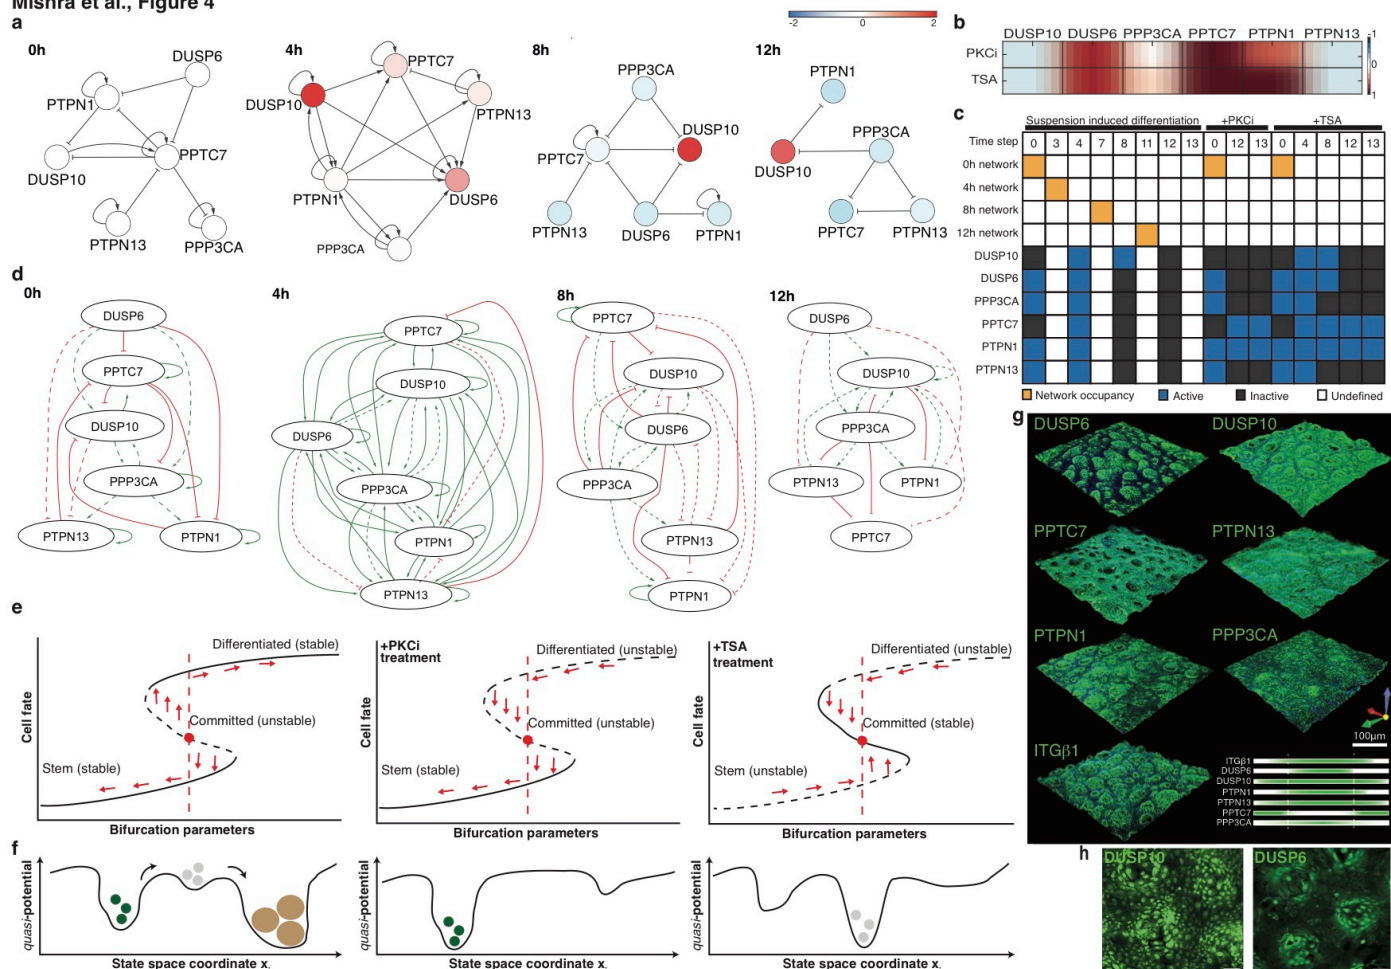 Mishra et al., Figure 4
a
-2
0
2
0h
DUSP6
PTPN1
PPTC7
DUSP10
PTPN13
PPP3CA
4h
PPTC7
DUSP10
PTPN13
PTPN1
DUSP6
PPP3CA
8h
PPP3CA
DUSP10
PPTC7
PTPN13
DUSP6
PTPN1
12h
PTPN1
PPP3CA
DUSP10
PPTC7
PTPN13
b
DUSP10 DUSP6 PPP3CA PPTC7 PTPN1 PTPN13
PKCi
TSA
-1
0
1
c
Suspension induced differentiation +PKCi +TSA
Time step 0 3 4 7 8 11 12 13 0 12 13 0 4 8 12 13
0h network
4h network
8h network
12h network
DUSP10
DUSP6
PPP3CA
PPTC7
PTPN1
PTPN13
Network occupancy Active Inactive Undefined
d
0h
DUSP6
PPTC7
DUSP10
PPP3CA
PTPN13
PTPN1
4h
PPTC7
DUSP10
DUSP6
PPP3CA
PTPN1
PTPN13
8h
PPTC7
DUSP10
DUSP6
PPP3CA
PTPN13
PTPN1
12h
DUSP6
DUSP10
PPP3CA
PTPN13
PTPN1
PPTC7
e
Cell fate
Differentiated (stable)
Committed (unstable)
Stem (stable)
Bifurcation parameters
+PKCi
treatment
Cell fate
Differentiated (unstable)
Committed (unstable)
Stem (stable)
Bifurcation parameters
+TSA
treatment
Cell fate
Differentiated (unstable)
Committed (stable)
Stem (unstable)
Bifurcation parameters
f
quasi-potential
State space coordinate x.
quasi-potential
State space coordinate x.
quasi-potential
State space coordinate x.
g
DUSP6
DUSP10
PPTC7
PTPN13
PTPN1
PPP3CA
ITGβ1
100µm
ITGβ1
DUSP6
DUSP10
PTPN1
PTPN13
PPTC7
PPP3CA
h
DUSP10
DUSP6